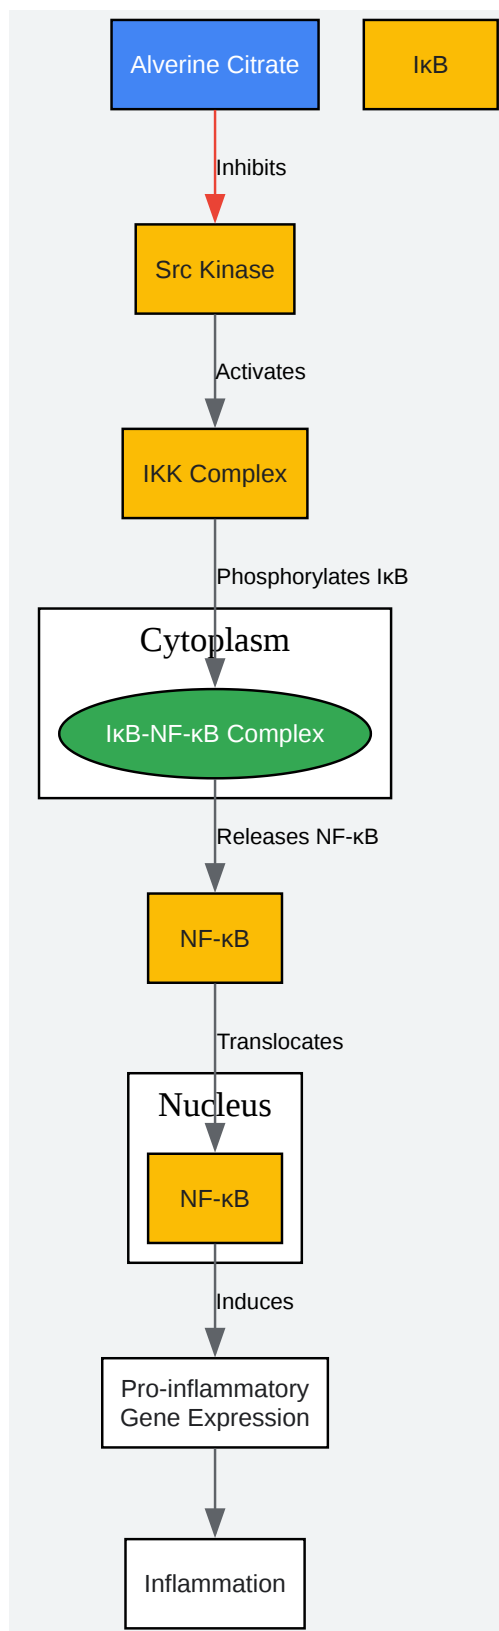 Alverine Citrate
IκB
Inhibits
Src Kinase
Activates
IKK Complex
Phosphorylates IκB
Cytoplasm
IκB-NF-κB Complex
Releases NF-κB
NF-κB
Translocates
Nucleus
NF-κB
Induces
Pro-inflammatory
Gene Expression
Inflammation